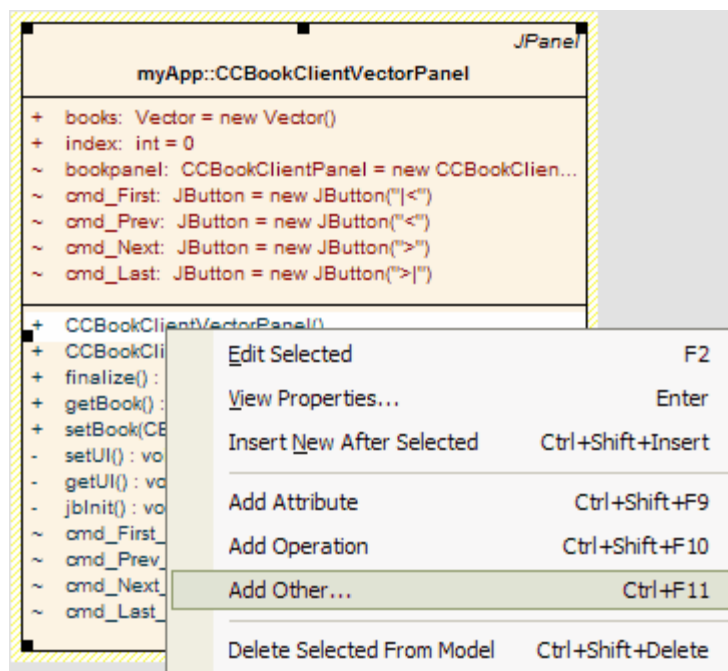 JPanel
myApp::CCBookClientVectorPanel
+ books: Vector = new Vector()
+ index: int = 0
~ bookpanel: CCBookClientPanel = new CCBookClien...
~ cmd_First: JButton = new JButton("|<")
~ cmd_Prev: JButton = new JButton("<")
~ cmd_Next: JButton = new JButton(">")
~ cmd_Last: JButton = new JButton(">|")
+ CCBookClientVectorPanel()
+ CCBookCli
+ finalize() :
+ getBook() :
+ setBook(CB
- setUI() : vo
- getUI() : vo
- jbInit() : vo
~ cmd_First_
~ cmd_Prev_
~ cmd_Next_
~ cmd_Last_
Edit Selected F2
View Properties... Enter
Insert New After Selected Ctrl+Shift+Insert
Add Attribute Ctrl+Shift+F9
Add Operation Ctrl+Shift+F10
Add Other... Ctrl+F11
Delete Selected From Model Ctrl+Shift+Delete